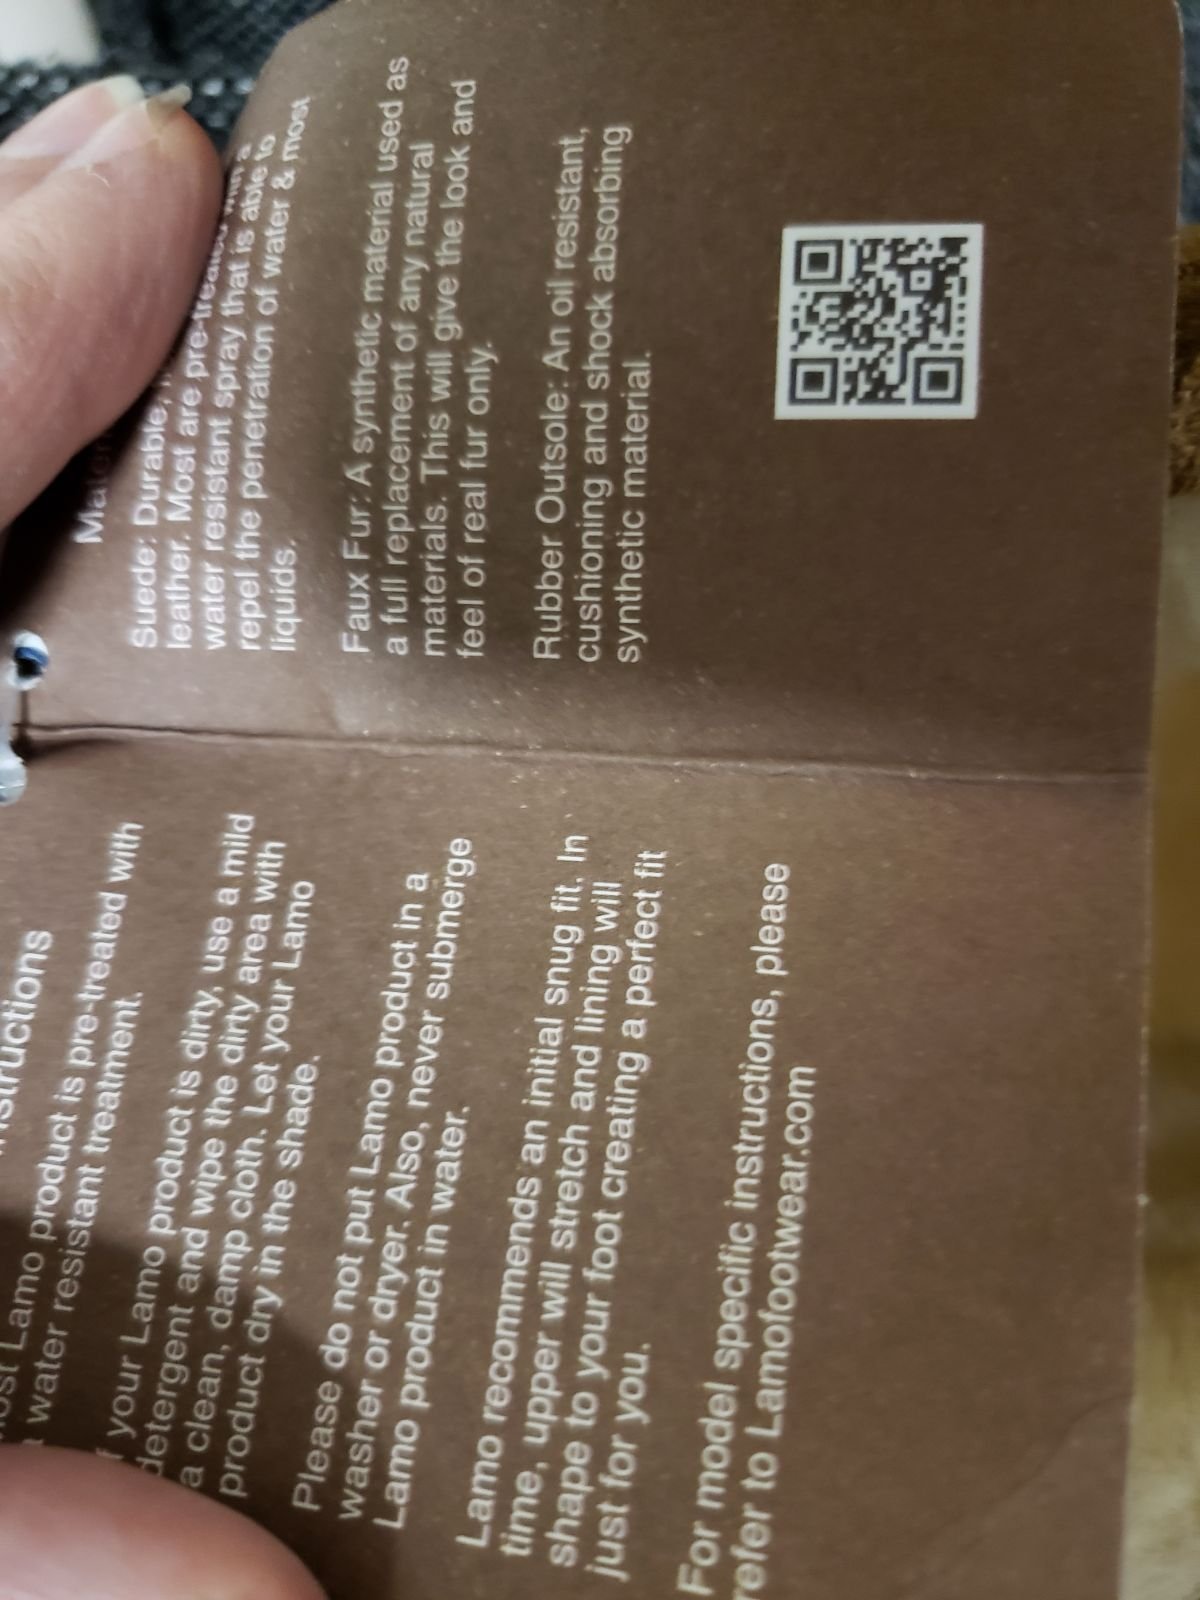 Instructions
Most Lamo product is pre-treated with
a water resistant treatment.
If your Lamo product is dirty, use a mild
detergent and wipe the dirty area with
a clean, damp cloth. Let your Lamo
product dry in the shade.
Please do not put Lamo product in a
washer or dryer. Also, never submerge
Lamo product in water.
Lamo recommends an initial snug fit. In
time, upper will stretch and lining will
shape to your foot creating a perfect fit
just for you.
For model specific instructions, please
refer to Lamofootwear.com
Suede: Durable,
leather. Most are pre-treated with a
water resistant spray that is able to
repel the penetration of water & most
liquids.
Faux Fur: A synthetic material used as
a full replacement of any natural
materials. This will give the look and
feel of real fur only.
Rubber Outsole: An oil resistant,
cushioning and shock absorbing
synthetic material.